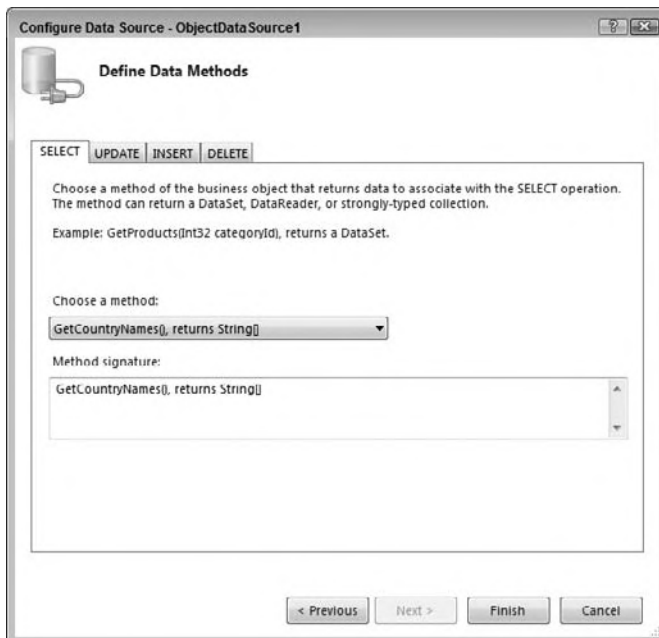 Configure Data Source - ObjectDataSource1
Define Data Methods
SELECT UPDATE INSERT DELETE
Choose a method of the business object that returns data to associate with the SELECT operation.
The method can return a DataSet, DataReader, or strongly-typed collection.
Example: GetProducts(Int32 categoryId), returns a DataSet.
Choose a method:
GetCountryNames(), returns String[]
Method signature:
GetCountryNames(), returns String[]
< Previous Next > Finish Cancel